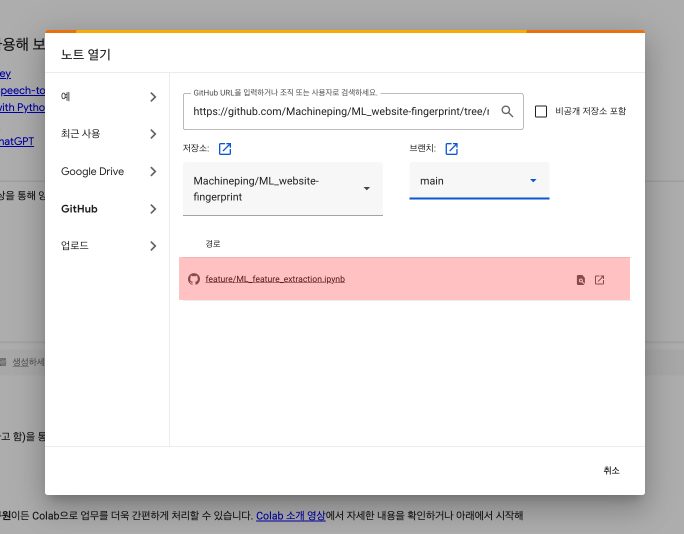 사용해 보
노트 열기
ey
speech-to
with Python
hatGPT
예
최근 사용
Google Drive
GitHub
업로드
GitHub URL을 입력하거나 조직 또는 사용자로 검색하세요.
https://github.com/Machineping/ML_website-fingerprint/tree/
비공개 저장소 포함
저장소:
브랜치:
Machineping/ML_website-
fingerprint
main
경로
feature/ML_feature_extraction.ipynb
상을 통해
를 생성하세
고 함)을 통
취소
무원이든 Colab으로 업무를 더욱 간편하게 처리할 수 있습니다. Colab 소개 영상에서 자세한 내용을 확인하거나 아래에서 시작해